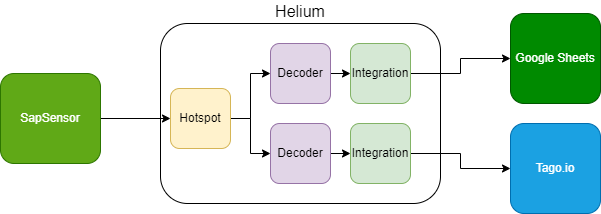 Helium
SapSensor
Hotspot
Decoder
Integration
Google Sheets
Decoder
Integration
Tago.io